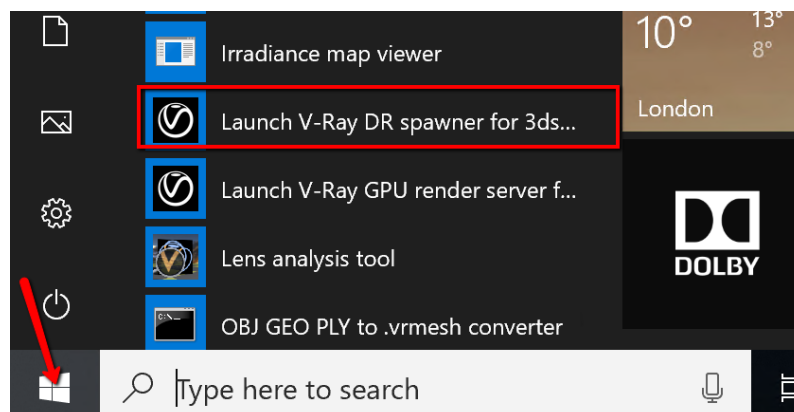 Irradiance map viewer
Launch V-Ray DR spawner for 3ds...
Launch V-Ray GPU render server f...
Lens analysis tool
OBJ GEO PLY to .vrmesh converter
Type here to search
10°
13°
8°
London
DOLBY